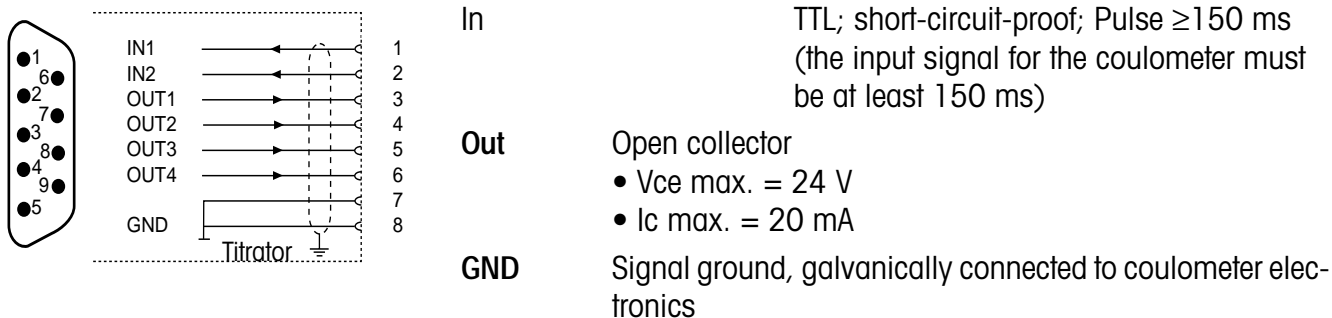 1
6
2
7
3
8
4
9
5
IN1 1
IN2 2
OUT1 3
OUT2 4
OUT3 5
OUT4 6
7
GND 8
Titrator
In TTL; short-circuit-proof; Pulse ≥150 ms
(the input signal for the coulometer must
be at least 150 ms)
Out Open collector
• Vce max. = 24 V
• Ic max. = 20 mA
GND Signal ground, galvanically connected to coulometer elec-
tronics